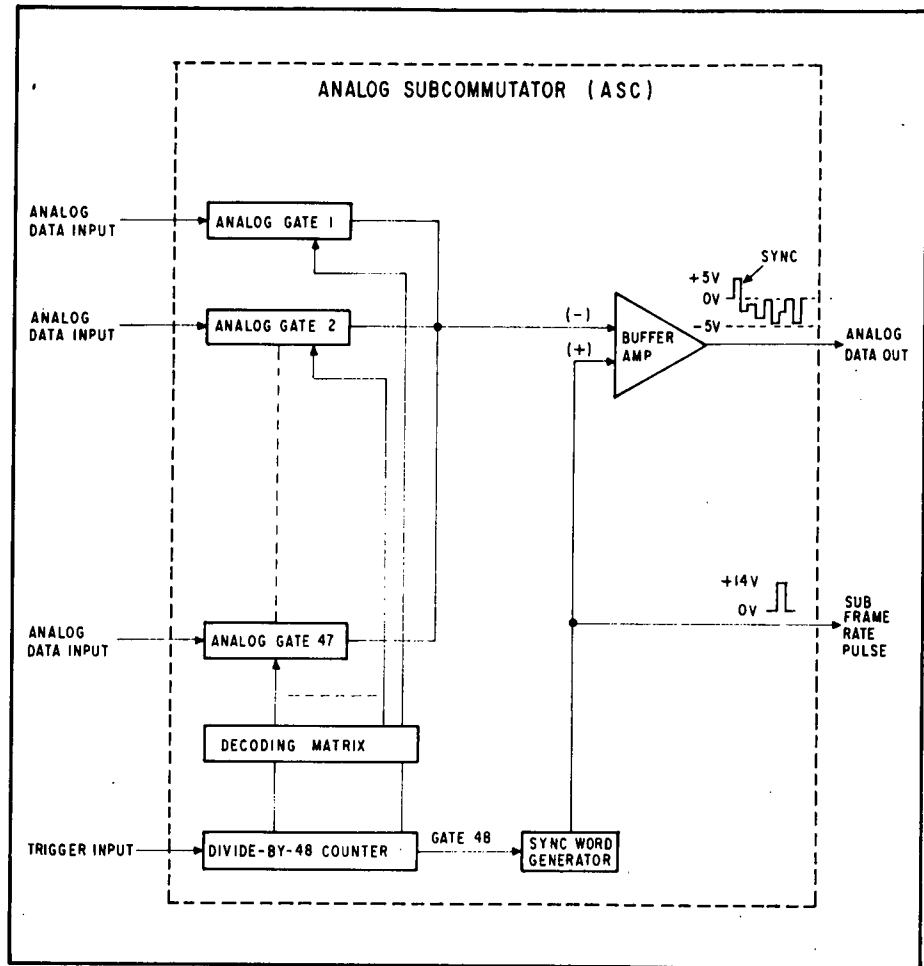 ANALOG SUBCOMMUTATOR (ASC)
ANALOG
DATA INPUT
ANALOG GATE 1
ANALOG
DATA INPUT
ANALOG GATE 2
(-)
(+)
BUFFER
AMP
+5V
0V
-5V
SYNC
ANALOG
DATA OUT
ANALOG
DATA INPUT
ANALOG GATE 47
+14V
0V
SUB
FRAME
RATE
PULSE
DECODING MATRIX
TRIGGER INPUT
DIVIDE-BY-48 COUNTER
GATE 48
SYNC WORD
GENERATOR